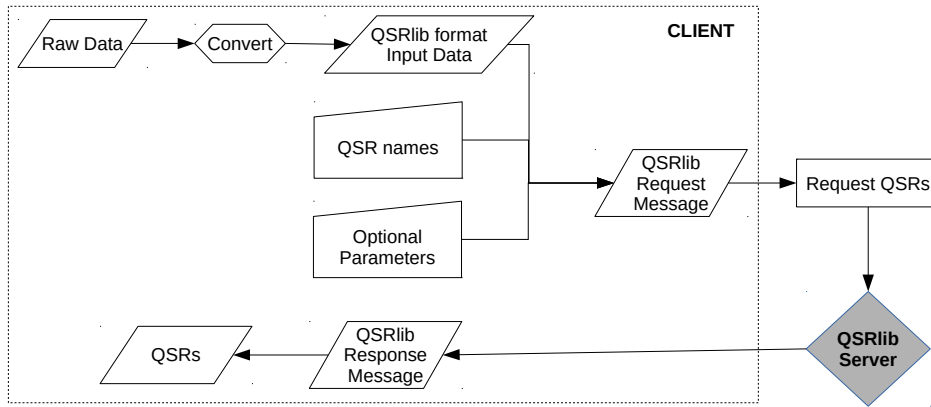 Raw Data
Convert
QSRlib format
Input Data
CLIENT
QSR names
QSRlib
Request
Message
Request QSRs
Optional
Parameters
QSRs
QSRlib
Response
Message
QSRlib
Server